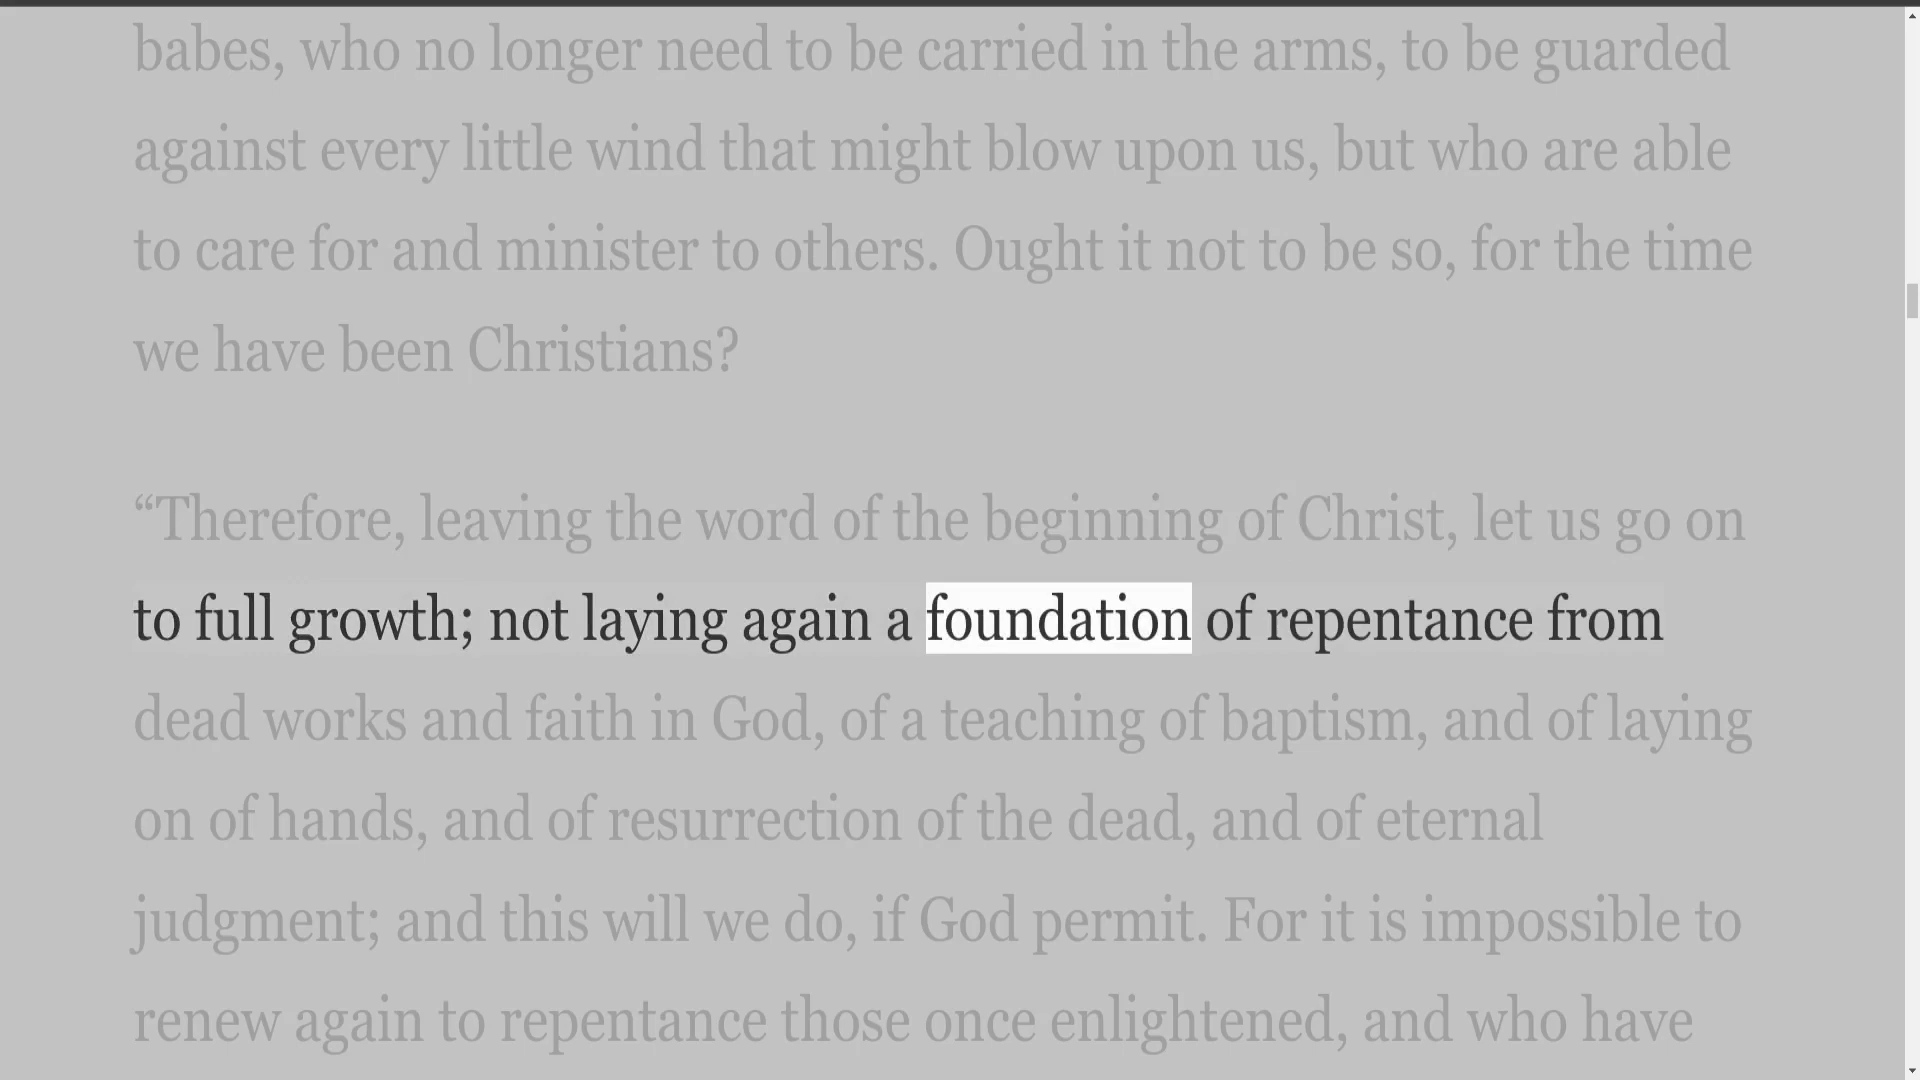 babes, who no longer need to be carried in the arms, to be guarded
against every little wind that might blow upon us, but who are able
to care for and minister to others. Ought it not to be so, for the time
we have been Christians?
“Therefore, leaving the word of the beginning of Christ, let us go on
to full growth; not laying again a foundation of repentance from
dead works and faith in God, of a teaching of baptism, and of laying
on of hands, and of resurrection of the dead, and of eternal
judgment; and this will we do, if God permit. For it is impossible to
renew again to repentance those once enlightened, and who have